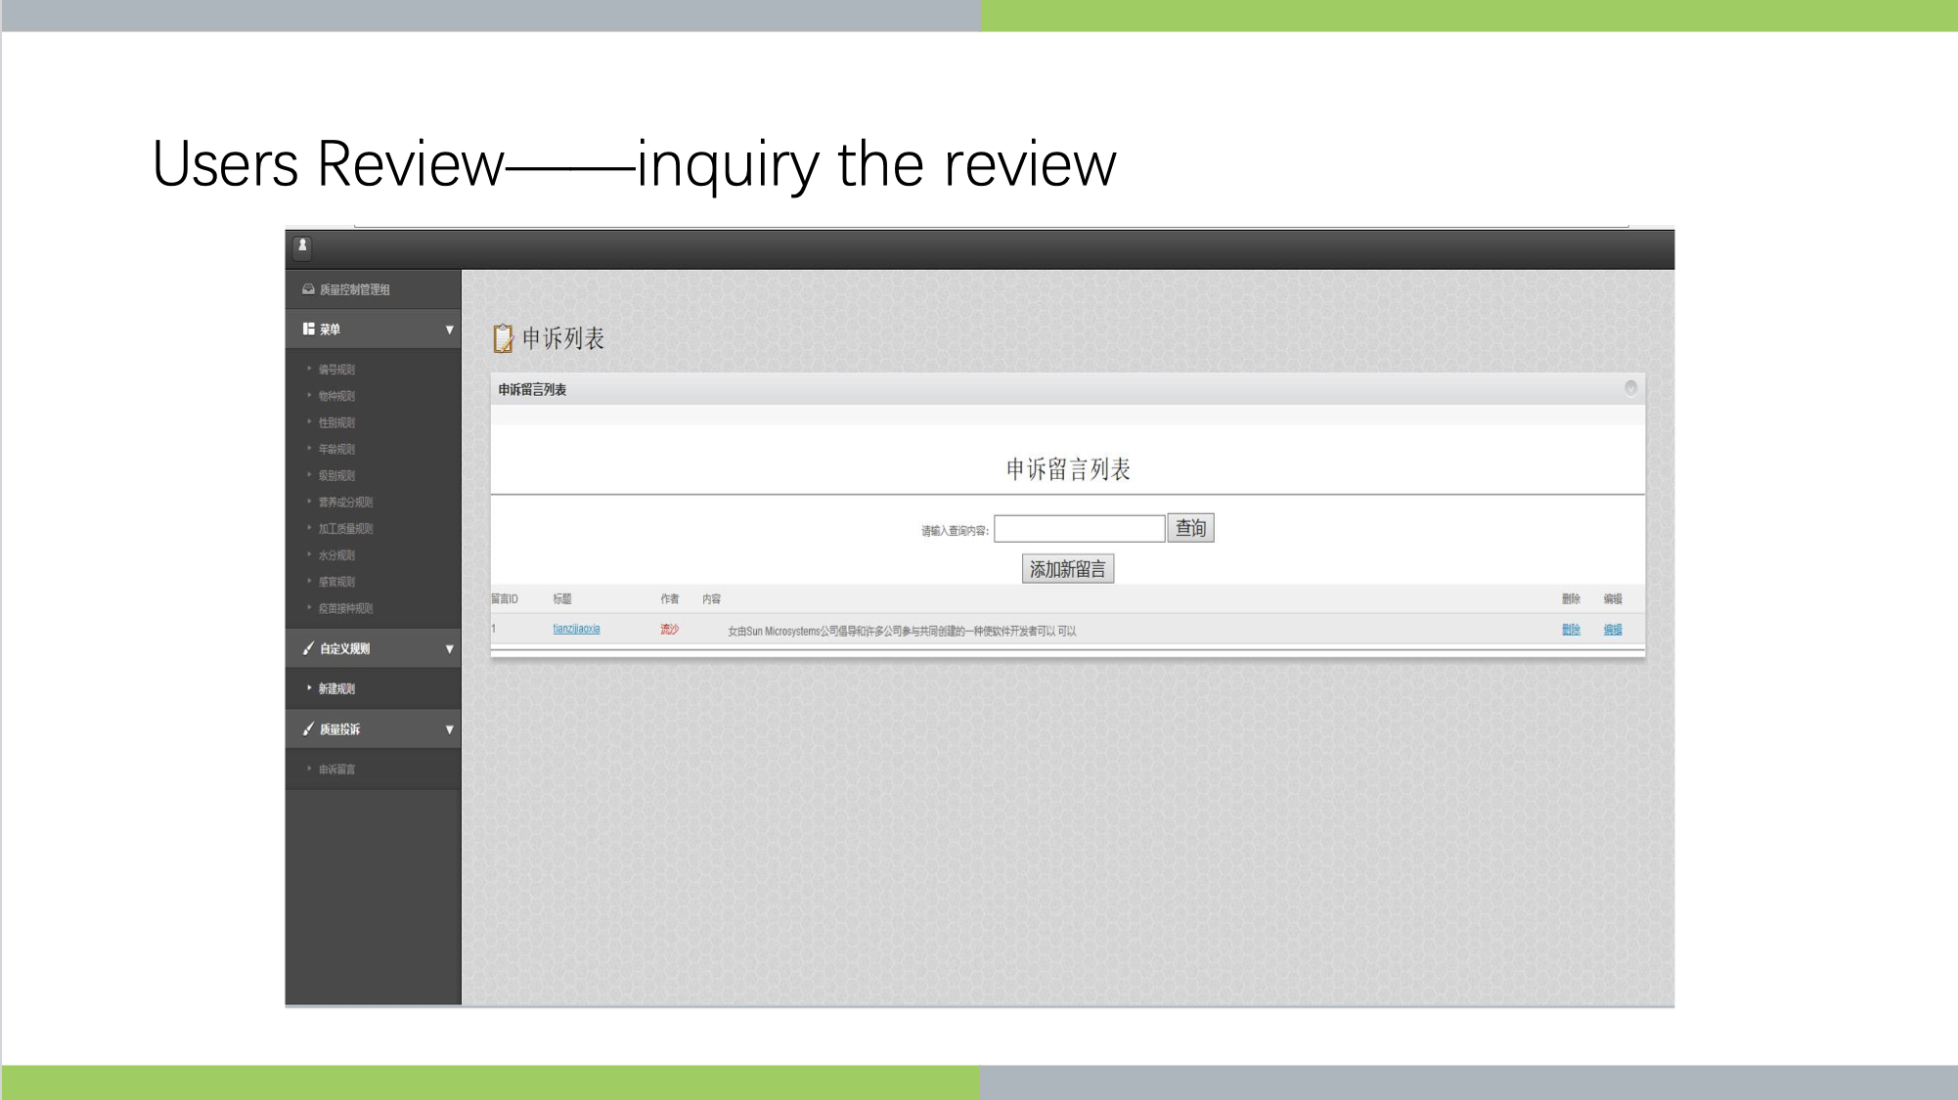 Users Review——inquiry the review
质量控制管理组
菜单
编号规则
物种规则
性别规则
年龄规则
级别规则
营养成分规则
加工质量规则
水分规则
感官规则
疫苗接种规则
自定义规则
新建规则
质量投诉
申诉留言
申诉列表
申诉留言列表
申诉留言列表
请输入查询内容: 查询
添加新留言
留言ID 标题 作者 内容 删除 编辑
1 tianzijiaoxia 流沙 女由Sun Microsystems公司倡导和许多公司参与共同创建的一种使软件开发者可以 可以 删除 编辑